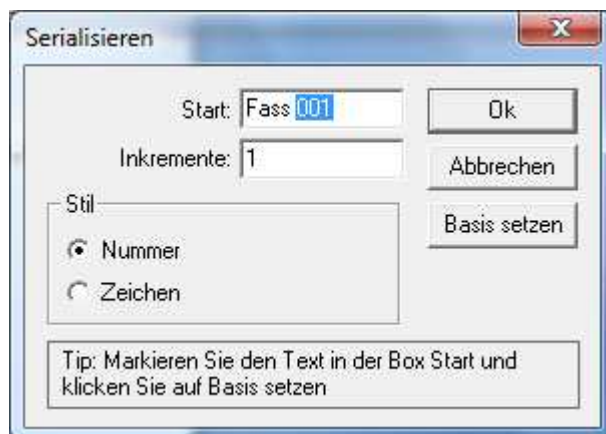 Serialisieren
Start: Fass 001
Ok
Inkremente: 1
Abbrechen
Stil
Basis setzen
Nummer
Zeichen
Tip: Markieren Sie den Text in der Box Start und
klicken Sie auf Basis setzen